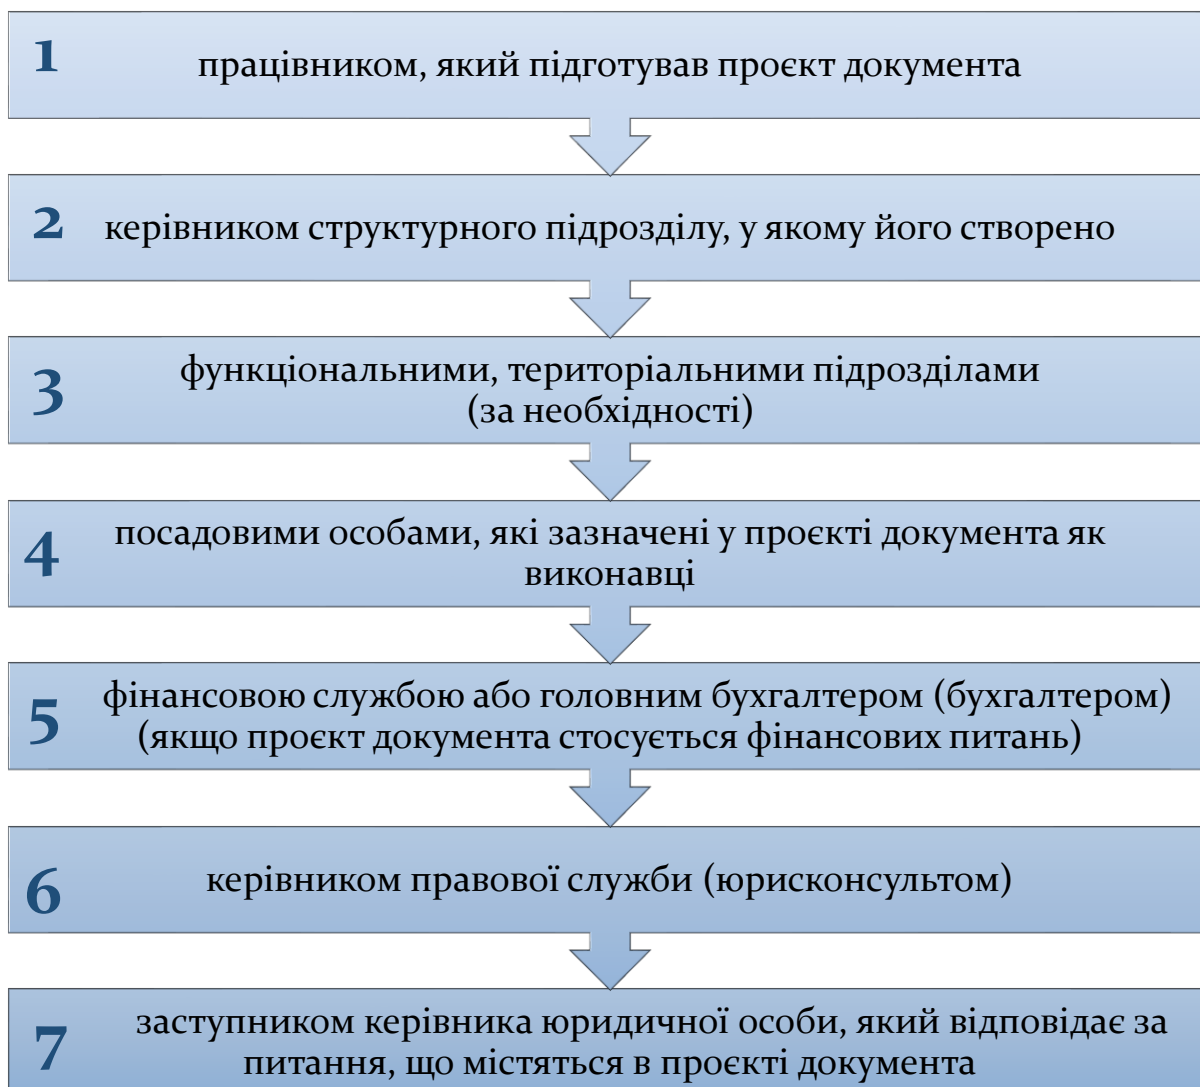 1
працівником, який підготував проєкт документа
2
керівником структурного підрозділу, у якому його створено
3
функціональними, територіальними підрозділами
(за необхідності)
4
посадовими особами, які зазначені у проєкті документа як
виконавці
5
фінансовою службою або головним бухгалтером (бухгалтером)
(якщо проєкт документа стосується фінансових питань)
6
керівником правової служби (юрисконсультом)
7
заступником керівника юридичної особи, який відповідає за
питання, що містяться в проєкті документа